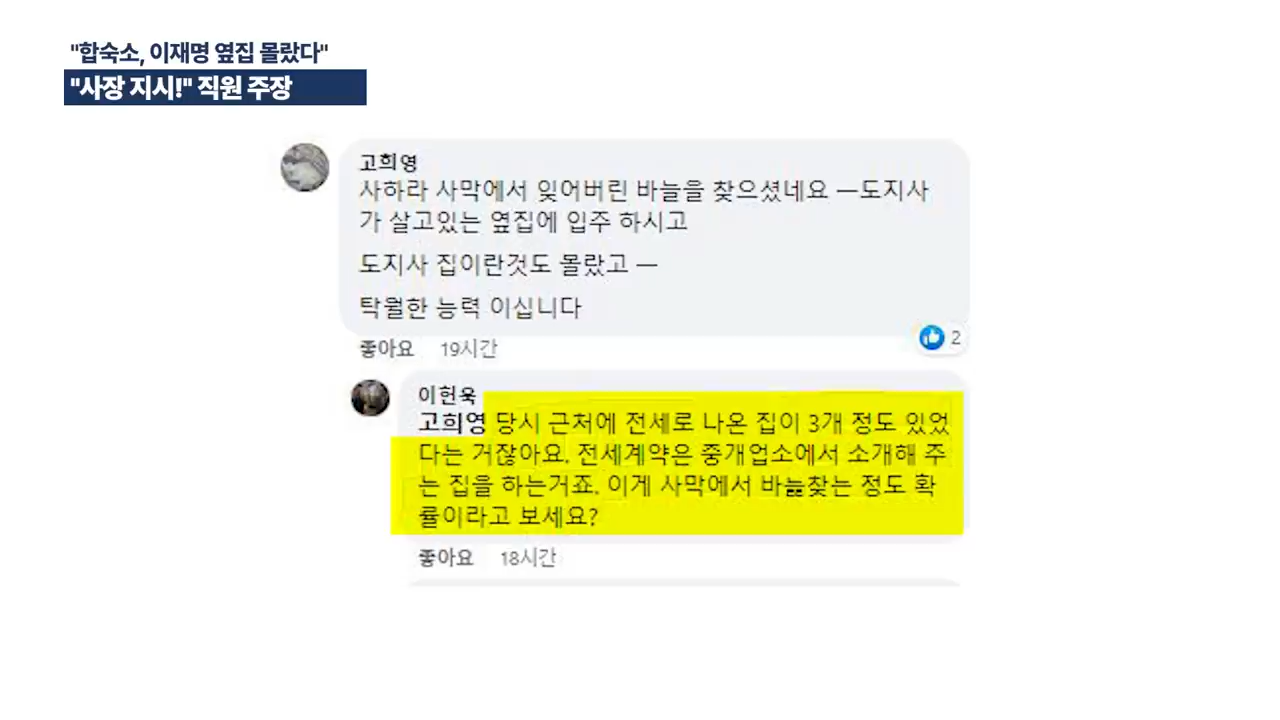 "합숙소, 이재명 옆집 몰랐다"
"사장 지시!" 직원 주장
고희영
사하라 사막에서 잊어버린 바늘을 찾으셨네요 ㅡ도지사
가 살고있는 옆집에 입주 하시고
도지사 집이란것도 몰랐고 ㅡ
탁월한 능력 이십니다
2
좋아요 19시간
이헌욱
고희영 당시 근처에 전세로 나온 집이 3개 정도 있었
다는 거잖아요. 전세계약은 중개업소에서 소개해 주
는 집을 하는거죠. 이게 사막에서 바늘찾는 정도 확
률이라고 보세요?
좋아요 18시간